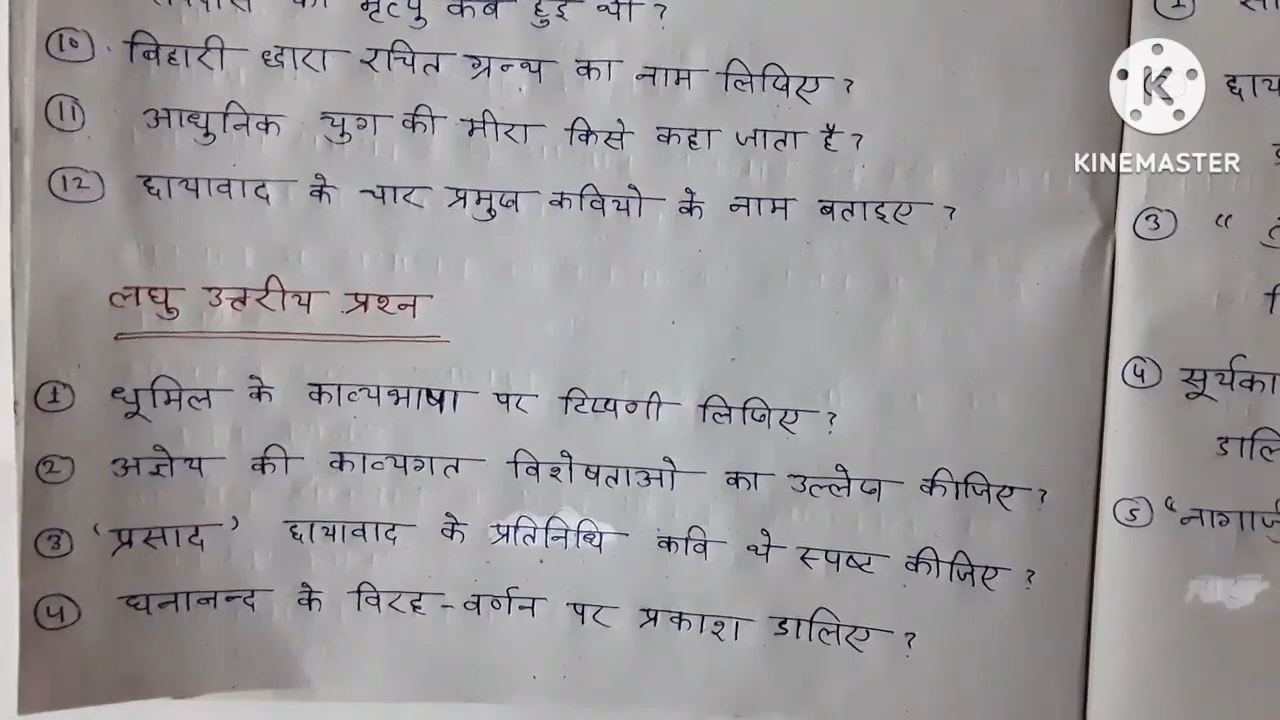 मृत्यु कब हुई थी ?
(10). बिहारी द्वारा रचित ग्रन्थ का नाम लिखिए ?
(11) आधुनिक युग की मीरा किसे कहा जाता है ?
(12) छायावाद के चार प्रमुख कवियो के नाम बताइए ?
लघु उत्तरीय प्रश्न
(1) धूमिल के काव्यभाषा पर टिप्पणी लिजिए ?
(2) अज्ञेय की काव्यगत विशेषताओ का उल्लेख कीजिए ?
(3) 'प्रसाद' छायावाद के प्रतिनिधि कवि थे स्पष्ट कीजिए ?
(4) घनानन्द के विरह-वर्णन पर प्रकाश डालिए ?
(3) "
(4) सूर्यका
डालि
(5) "नागार्जु
KINEMASTER